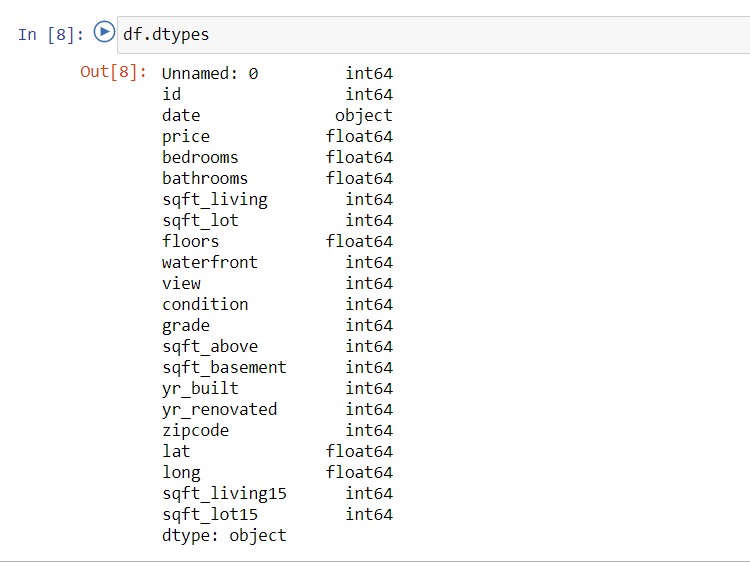 In [8]: df.dtypes
Out[8]: Unnamed: 0 int64
id int64
date object
price float64
bedrooms float64
bathrooms float64
sqft_living int64
sqft_lot int64
floors float64
waterfront int64
view int64
condition int64
grade int64
sqft_above int64
sqft_basement int64
yr_built int64
yr_renovated int64
zipcode int64
lat float64
long float64
sqft_living15 int64
sqft_lot15 int64
dtype: object